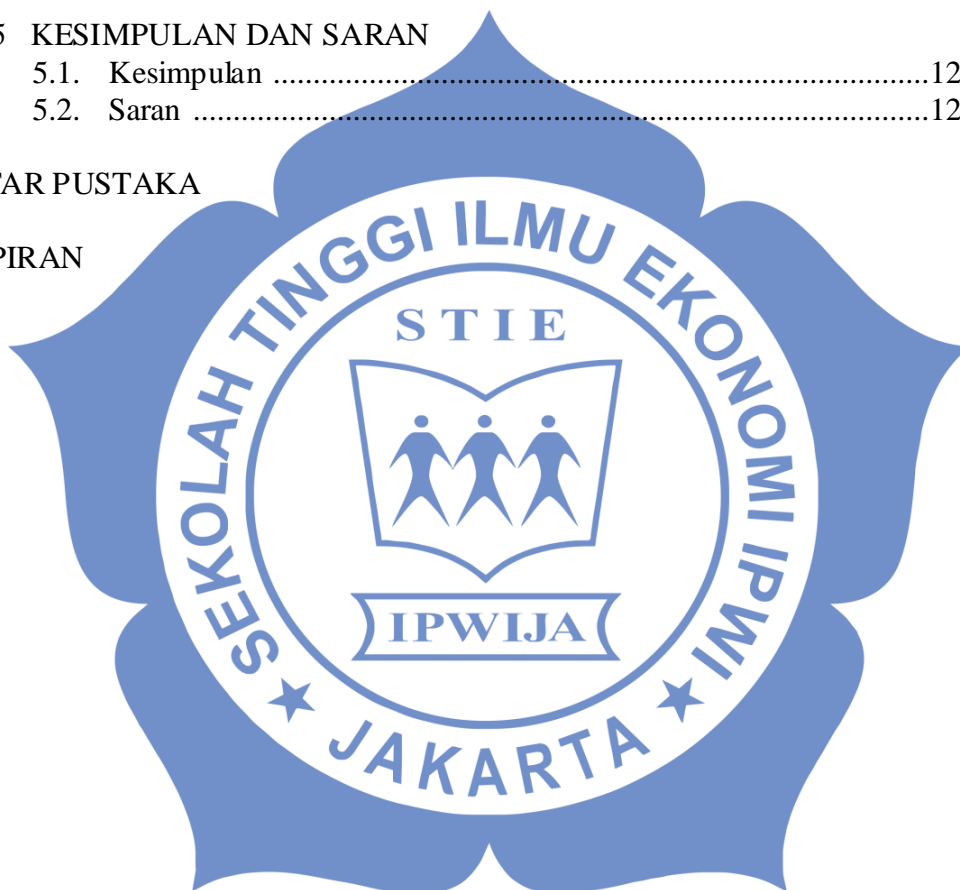 5 KESIMPULAN DAN SARAN
5.1. Kesimpulan ....................................................................................12
5.2. Saran ...............................................................................................12
AR PUSTAKA
PIRAN
SEKOLAH TINGGI ILMU EKONOMI IPWI
STIE
IPWIJA
★ JAKARTA ★